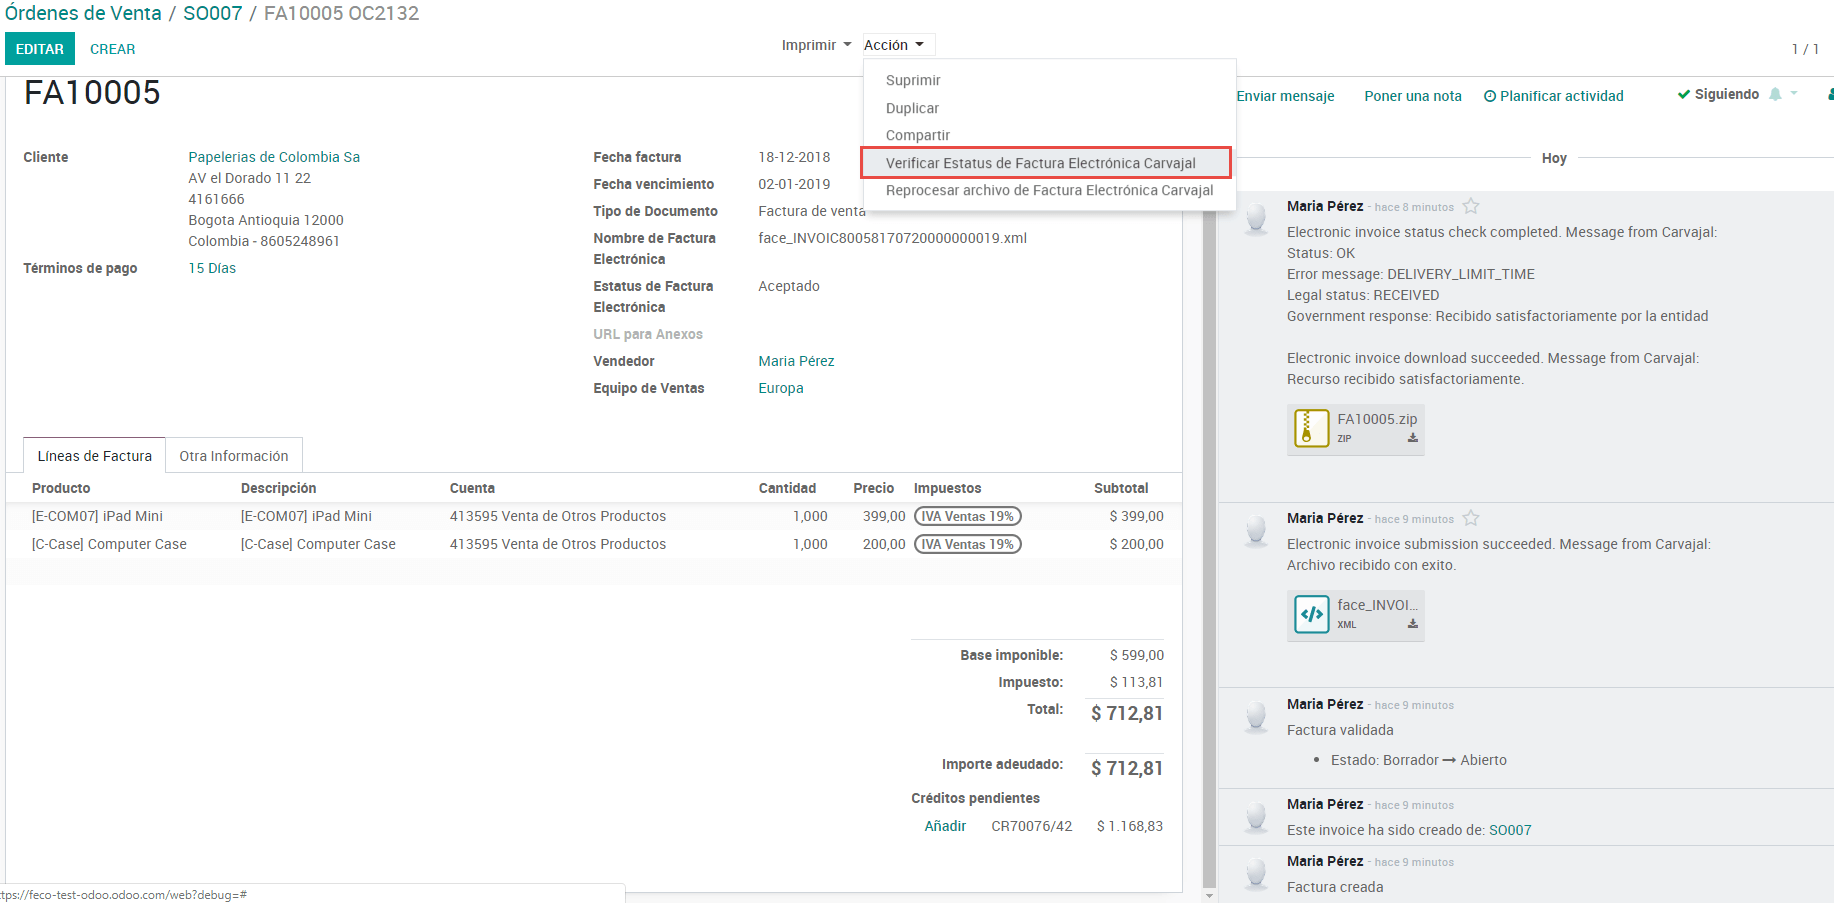 Órdenes de Venta / SO007 / FA10005 OC2132
EDITAR CREAR
Imprimir Acción
1 / 1
Suprimir
Duplicar
Compartir
Verificar Estatus de Factura Electrónica Carvajal
Reprocesar archivo de Factura Electrónica Carvajal
Enviar mensaje Poner una nota Planificar actividad Siguiendo
FA10005
Cliente
Papelerias de Colombia Sa
AV el Dorado 11 22
4161666
Bogota Antioquia 12000
Colombia - 8605248961
Términos de pago 15 Días
Fecha factura 18-12-2018
Fecha vencimiento 02-01-2019
Tipo de Documento Factura de venta
Nombre de Factura Electrónica face_INVOIC80058170720000000019.xml
Estatus de Factura Electrónica Aceptado
URL para Anexos
Vendedor Maria Pérez
Equipo de Ventas Europa
Líneas de Factura Otra Información
Producto Descripción Cuenta Cantidad Precio Impuestos Subtotal
[E-COM07] iPad Mini [E-COM07] iPad Mini 413595 Venta de Otros Productos 1,000 399,00 IVA Ventas 19% $ 399,00
[C-Case] Computer Case [C-Case] Computer Case 413595 Venta de Otros Productos 1,000 200,00 IVA Ventas 19% $ 200,00
Base imponible: $ 599,00
Impuesto: $ 113,81
Total: $ 712,81
Importe adeudado: $ 712,81
Créditos pendientes
Añadir CR70076/42 $ 1.168,83
Hoy
Maria Pérez - hace 8 minutos
Electronic invoice status check completed. Message from Carvajal:
Status: OK
Error message: DELIVERY_LIMIT_TIME
Legal status: RECEIVED
Government response: Recibido satisfactoriamente por la entidad
Electronic invoice download succeeded. Message from Carvajal:
Recurso recibido satisfactoriamente.
FA10005.zip
ZIP
Maria Pérez - hace 9 minutos
Electronic invoice submission succeeded. Message from Carvajal:
Archivo recibido con exito.
face_INVOI...
XML
Maria Pérez - hace 9 minutos
Factura validada
• Estado: Borrador → Abierto
Maria Pérez - hace 9 minutos
Este invoice ha sido creado de: SO007
Maria Pérez - hace 9 minutos
Factura creada
ttps://feco-test-odoo.odoo.com/web?debug=#